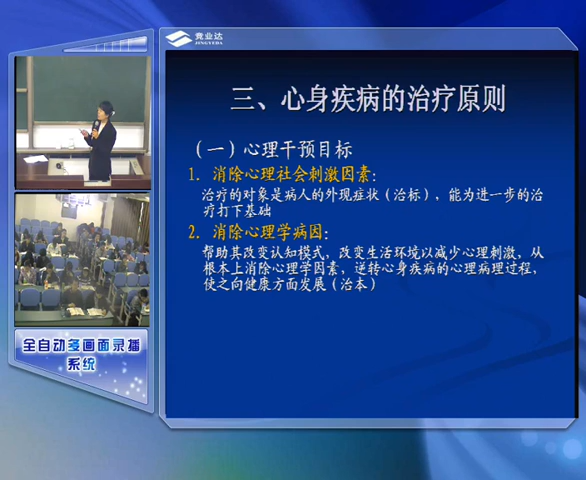 竞业达
JINGYEDA
三、心身疾病的治疗原则
（一）心理干预目标
1. 消除心理社会刺激因素：
治疗的对象是病人的外现症状（治标），能为进一步的治
疗打下基础
2. 消除心理学病因：
帮助其改变认知模式，改变生活环境以减少心理刺激，从
根本上消除心理学因素，逆转心身疾病的心理病理过程，
使之向健康方面发展（治本）
全自动多画面录播
系统